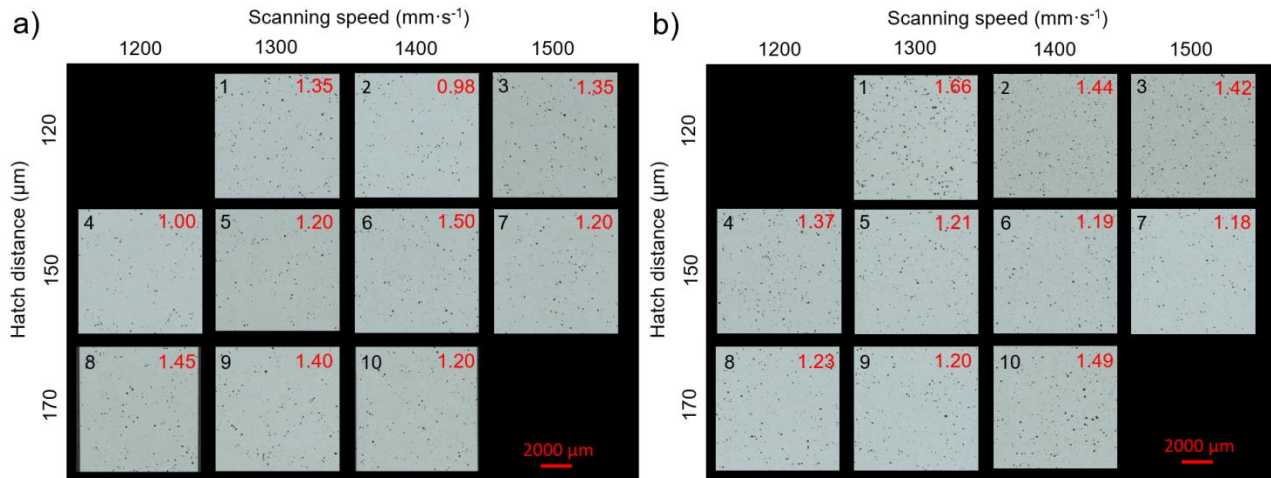 a)
Scanning speed (mm·s-1)
1200 1300 1400 1500
Hatch distance (µm)
120
1 1.35 2 0.98 3 1.35
150
4 1.00 5 1.20 6 1.50 7 1.20
170
8 1.45 9 1.40 10 1.20
2000 µm
b)
Scanning speed (mm·s-1)
1200 1300 1400 1500
Hatch distance (µm)
120
1 1.66 2 1.44 3 1.42
150
4 1.37 5 1.21 6 1.19 7 1.18
170
8 1.23 9 1.20 10 1.49
2000 µm